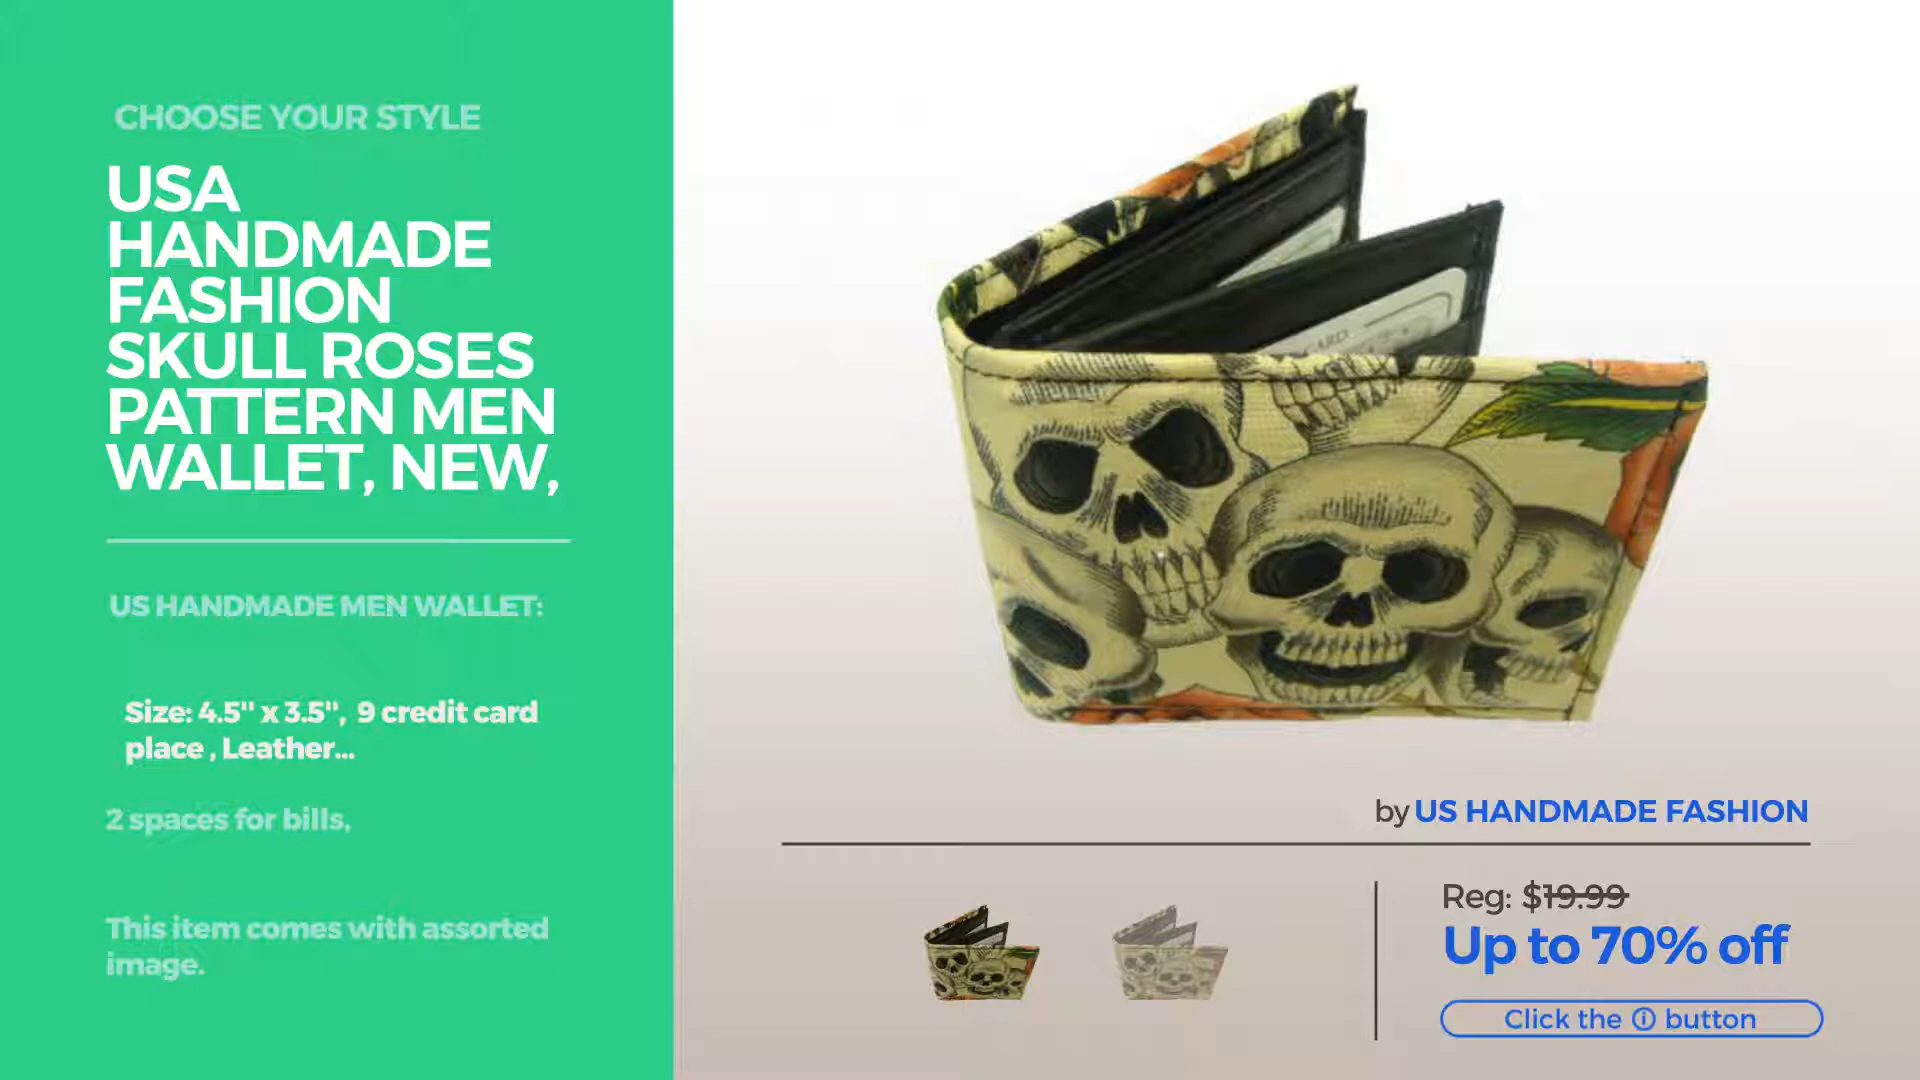 CHOOSE YOUR STYLE
USA
HANDMADE
FASHION
SKULL ROSES
PATTERN MEN
WALLET, NEW,
US HANDMADE MEN WALLET:
Size: 4.5" x 3.5",  9 credit card
place , Leather...
2 spaces for bills,
This item comes with assorted
image.
CARD
by US HANDMADE FASHION
Reg: $19.99
Up to 70% off
Click the ⓘ button